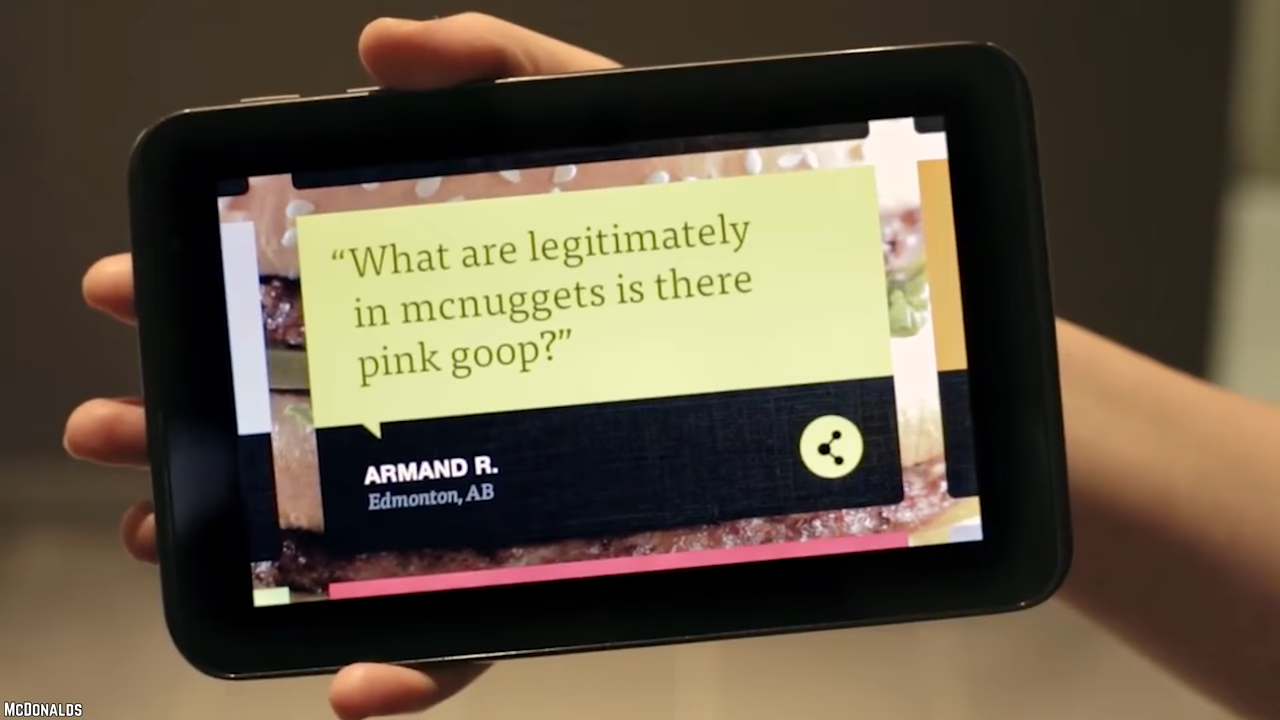 “What are legitimately
in mcnuggets is there
pink goop?”
ARMAND R.
Edmonton, AB
McDonalds